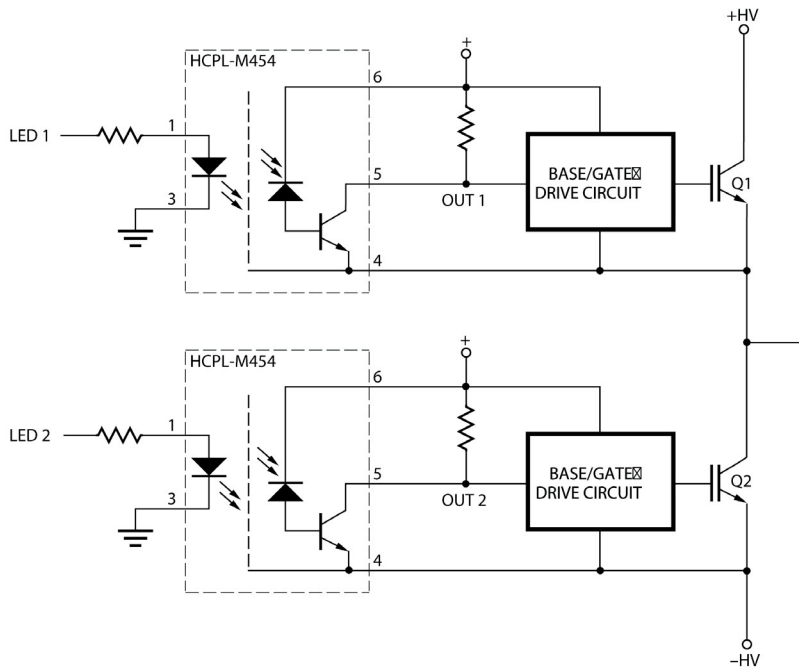 +HV
HCPL-M454
+
6
LED 1
1
BASE/GATE
DRIVE CIRCUIT
Q1
5
OUT 1
3
4
HCPL-M454
+
6
LED 2
1
BASE/GATE
DRIVE CIRCUIT
Q2
5
OUT 2
3
4
–HV